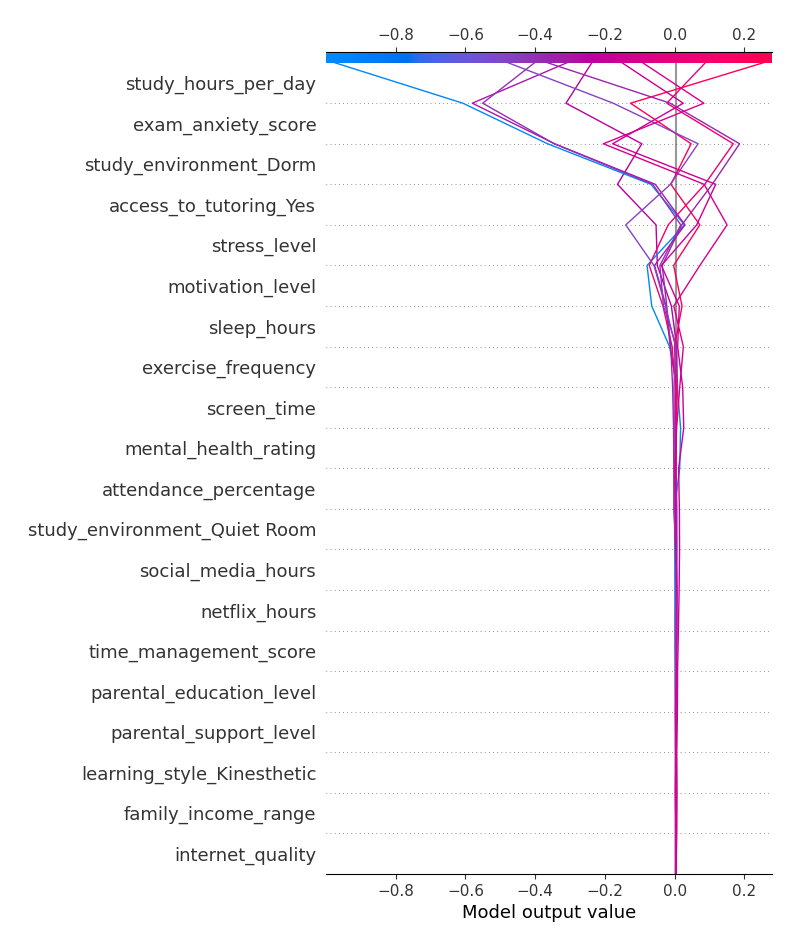 −0.8 −0.6 −0.4 −0.2 0.0 0.2
study_hours_per_day
exam_anxiety_score
study_environment_Dorm
access_to_tutoring_Yes
stress_level
motivation_level
sleep_hours
exercise_frequency
screen_time
mental_health_rating
attendance_percentage
study_environment_Quiet Room
social_media_hours
netflix_hours
time_management_score
parental_education_level
parental_support_level
learning_style_Kinesthetic
family_income_range
internet_quality
−0.8 −0.6 −0.4 −0.2 0.0 0.2
Model output value